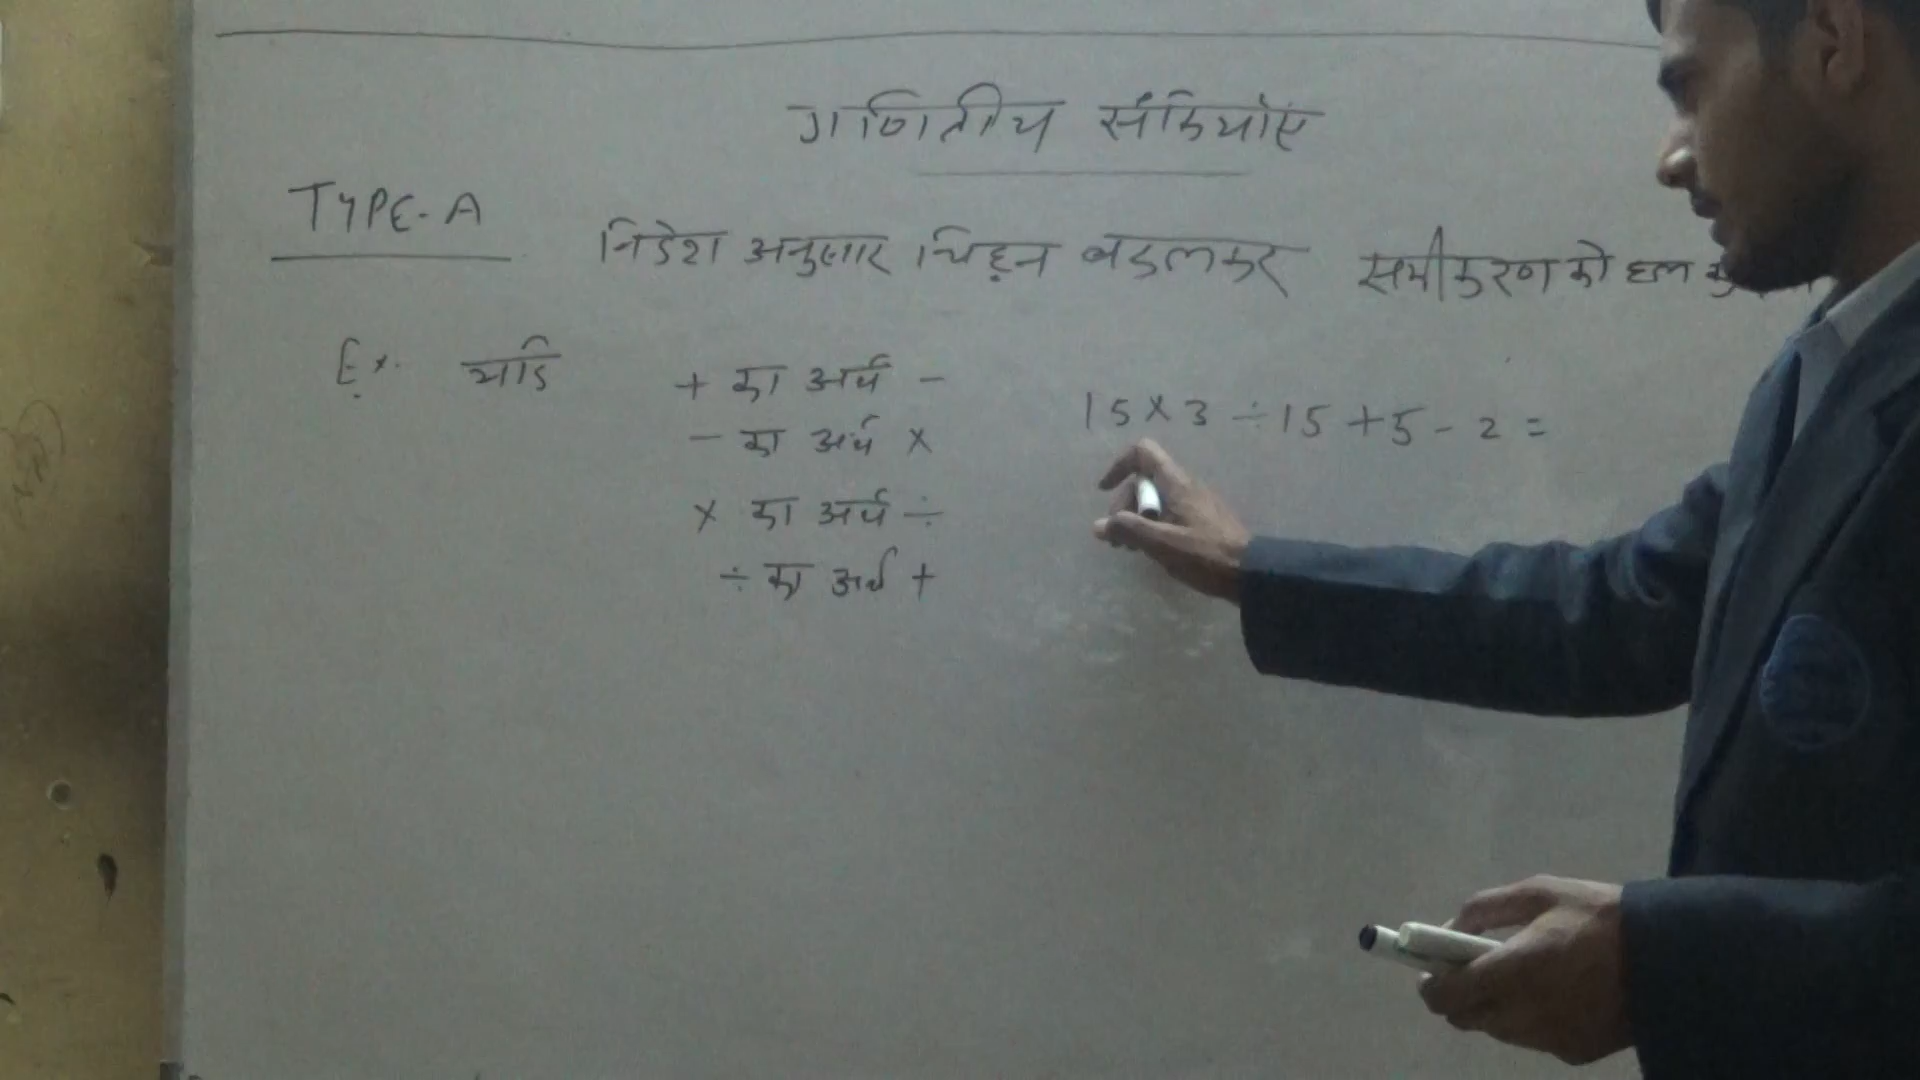 गणितीय संक्रियाएं
TYPE-A
निर्देश अनुसार चिह्न बदलकर समीकरण को हल
Ex. यदि + का अर्थ -
- का अर्थ ×
× का अर्थ ÷
÷ का अर्थ +
15 × 3 ÷ 15 + 5 - 2 =